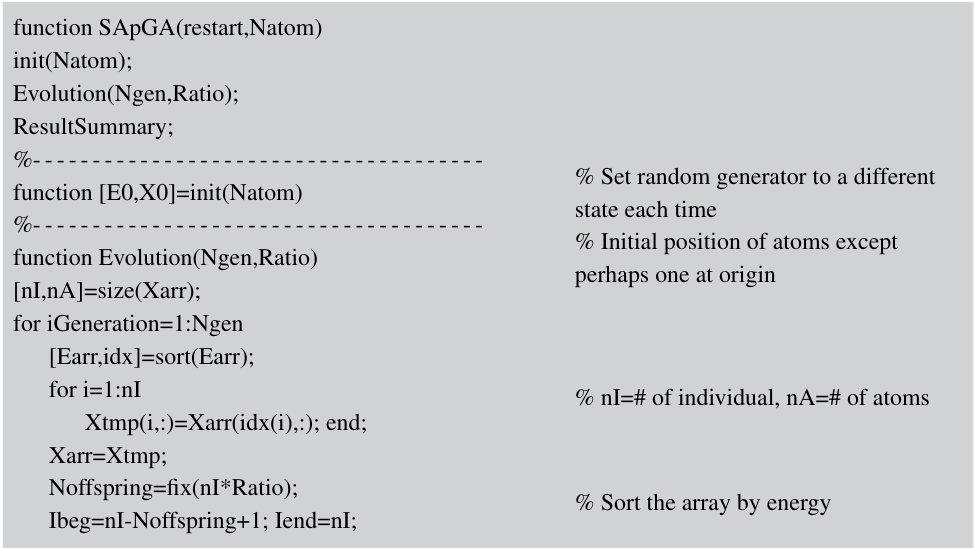 function SApGA(restart,Natom)
init(Natom);
Evolution(Ngen,Ratio);
ResultSummary;
%--------------------------------------
function [E0,X0]=init(Natom)
%--------------------------------------
function Evolution(Ngen,Ratio)
[nI,nA]=size(Xarr);
for iGeneration=1:Ngen
[Earr,idx]=sort(Earr);
for i=1:nI
Xtmp(i,:)=Xarr(idx(i),:); end;
Xarr=Xtmp;
Noffspring=fix(nI*Ratio);
Ibeg=nI-Noffspring+1; Iend=nI;
% Set random generator to a different
state each time
% Initial position of atoms except
perhaps one at origin
% nI=# of individual, nA=# of atoms
% Sort the array by energy